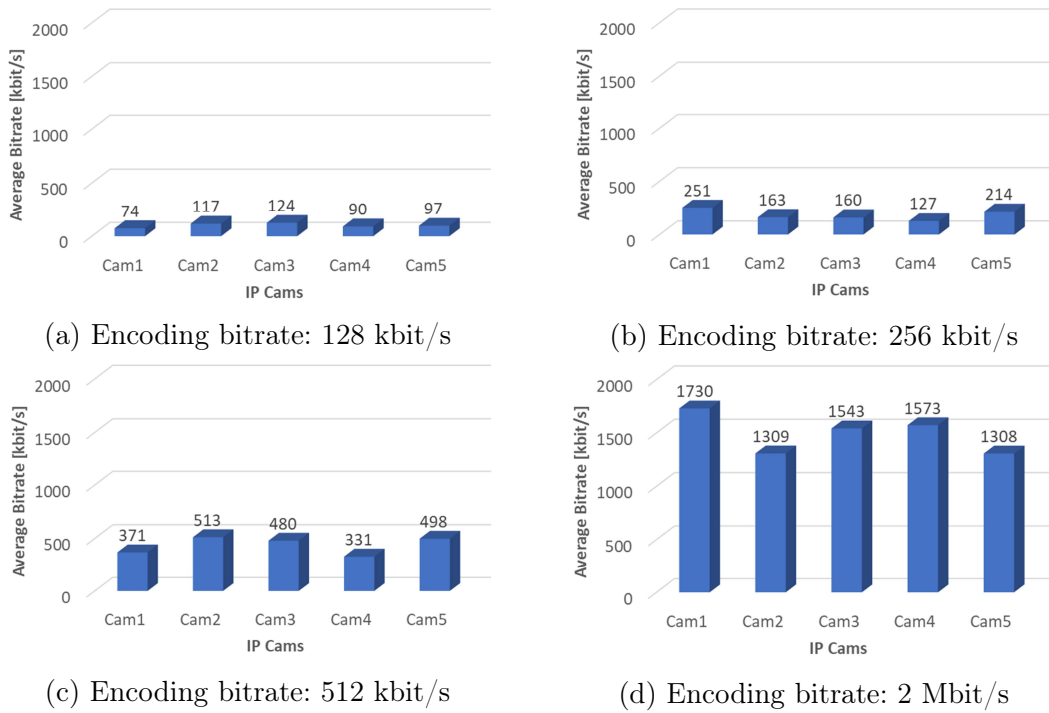 2000
1500
1000
500
0
Average Bitrate [kbit/s]
74
117
124
90
97
Cam1 Cam2 Cam3 Cam4 Cam5
IP Cams
(a) Encoding bitrate: 128 kbit/s
2000
1500
1000
500
0
Average Bitrate [kbit/s]
251
163
160
127
214
Cam1 Cam2 Cam3 Cam4 Cam5
IP Cams
(b) Encoding bitrate: 256 kbit/s
2000
1500
1000
500
0
Average Bitrate [kbit/s]
371
513
480
331
498
Cam1 Cam2 Cam3 Cam4 Cam5
IP Cams
(c) Encoding bitrate: 512 kbit/s
2000
1500
1000
500
0
Average Bitrate [kbit/s]
1730
1309
1543
1573
1308
Cam1 Cam2 Cam3 Cam4 Cam5
IP Cams
(d) Encoding bitrate: 2 Mbit/s